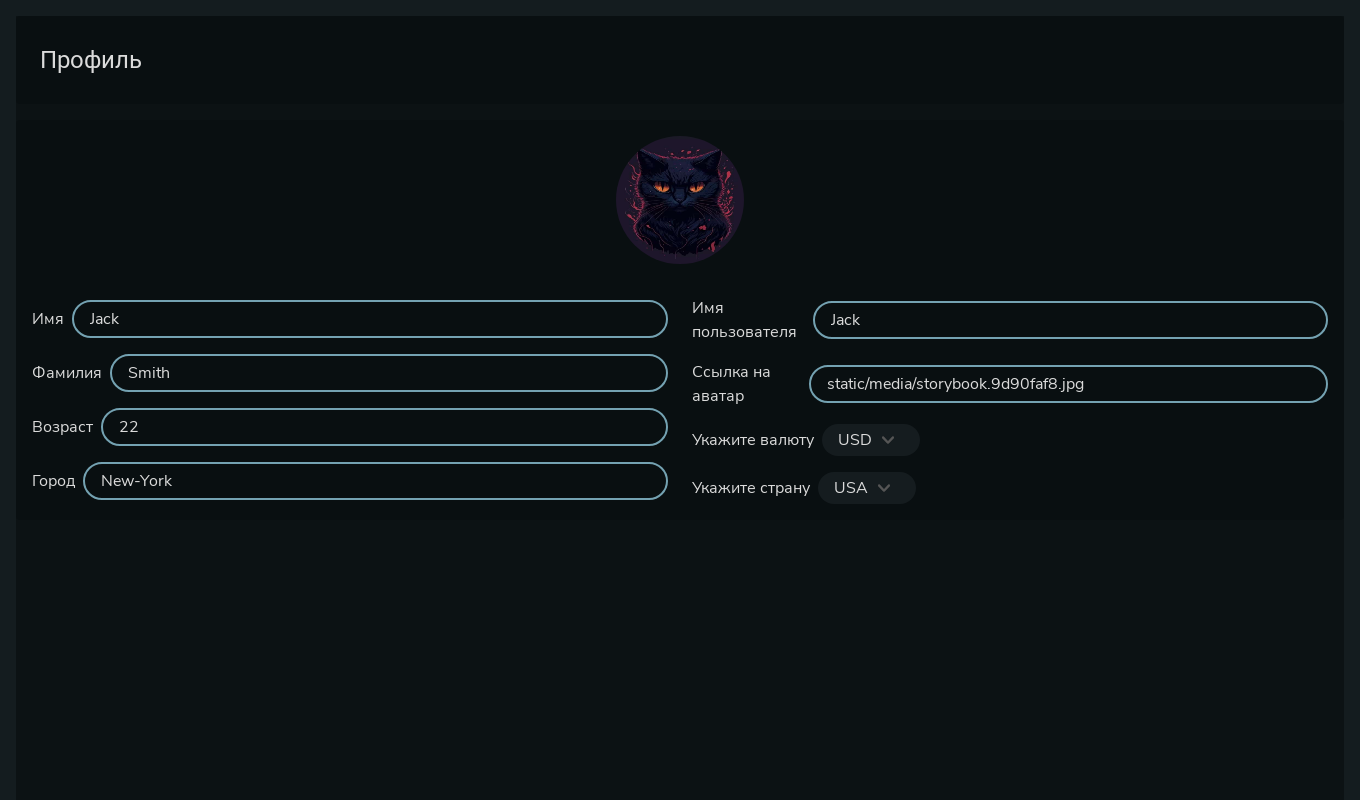 Профиль
Имя Jack
Фамилия Smith
Возраст 22
Город New-York
Имя
пользователя Jack
Ссылка на
аватар static/media/storybook.9d90faf8.jpg
Укажите валюту USD
Укажите страну USA